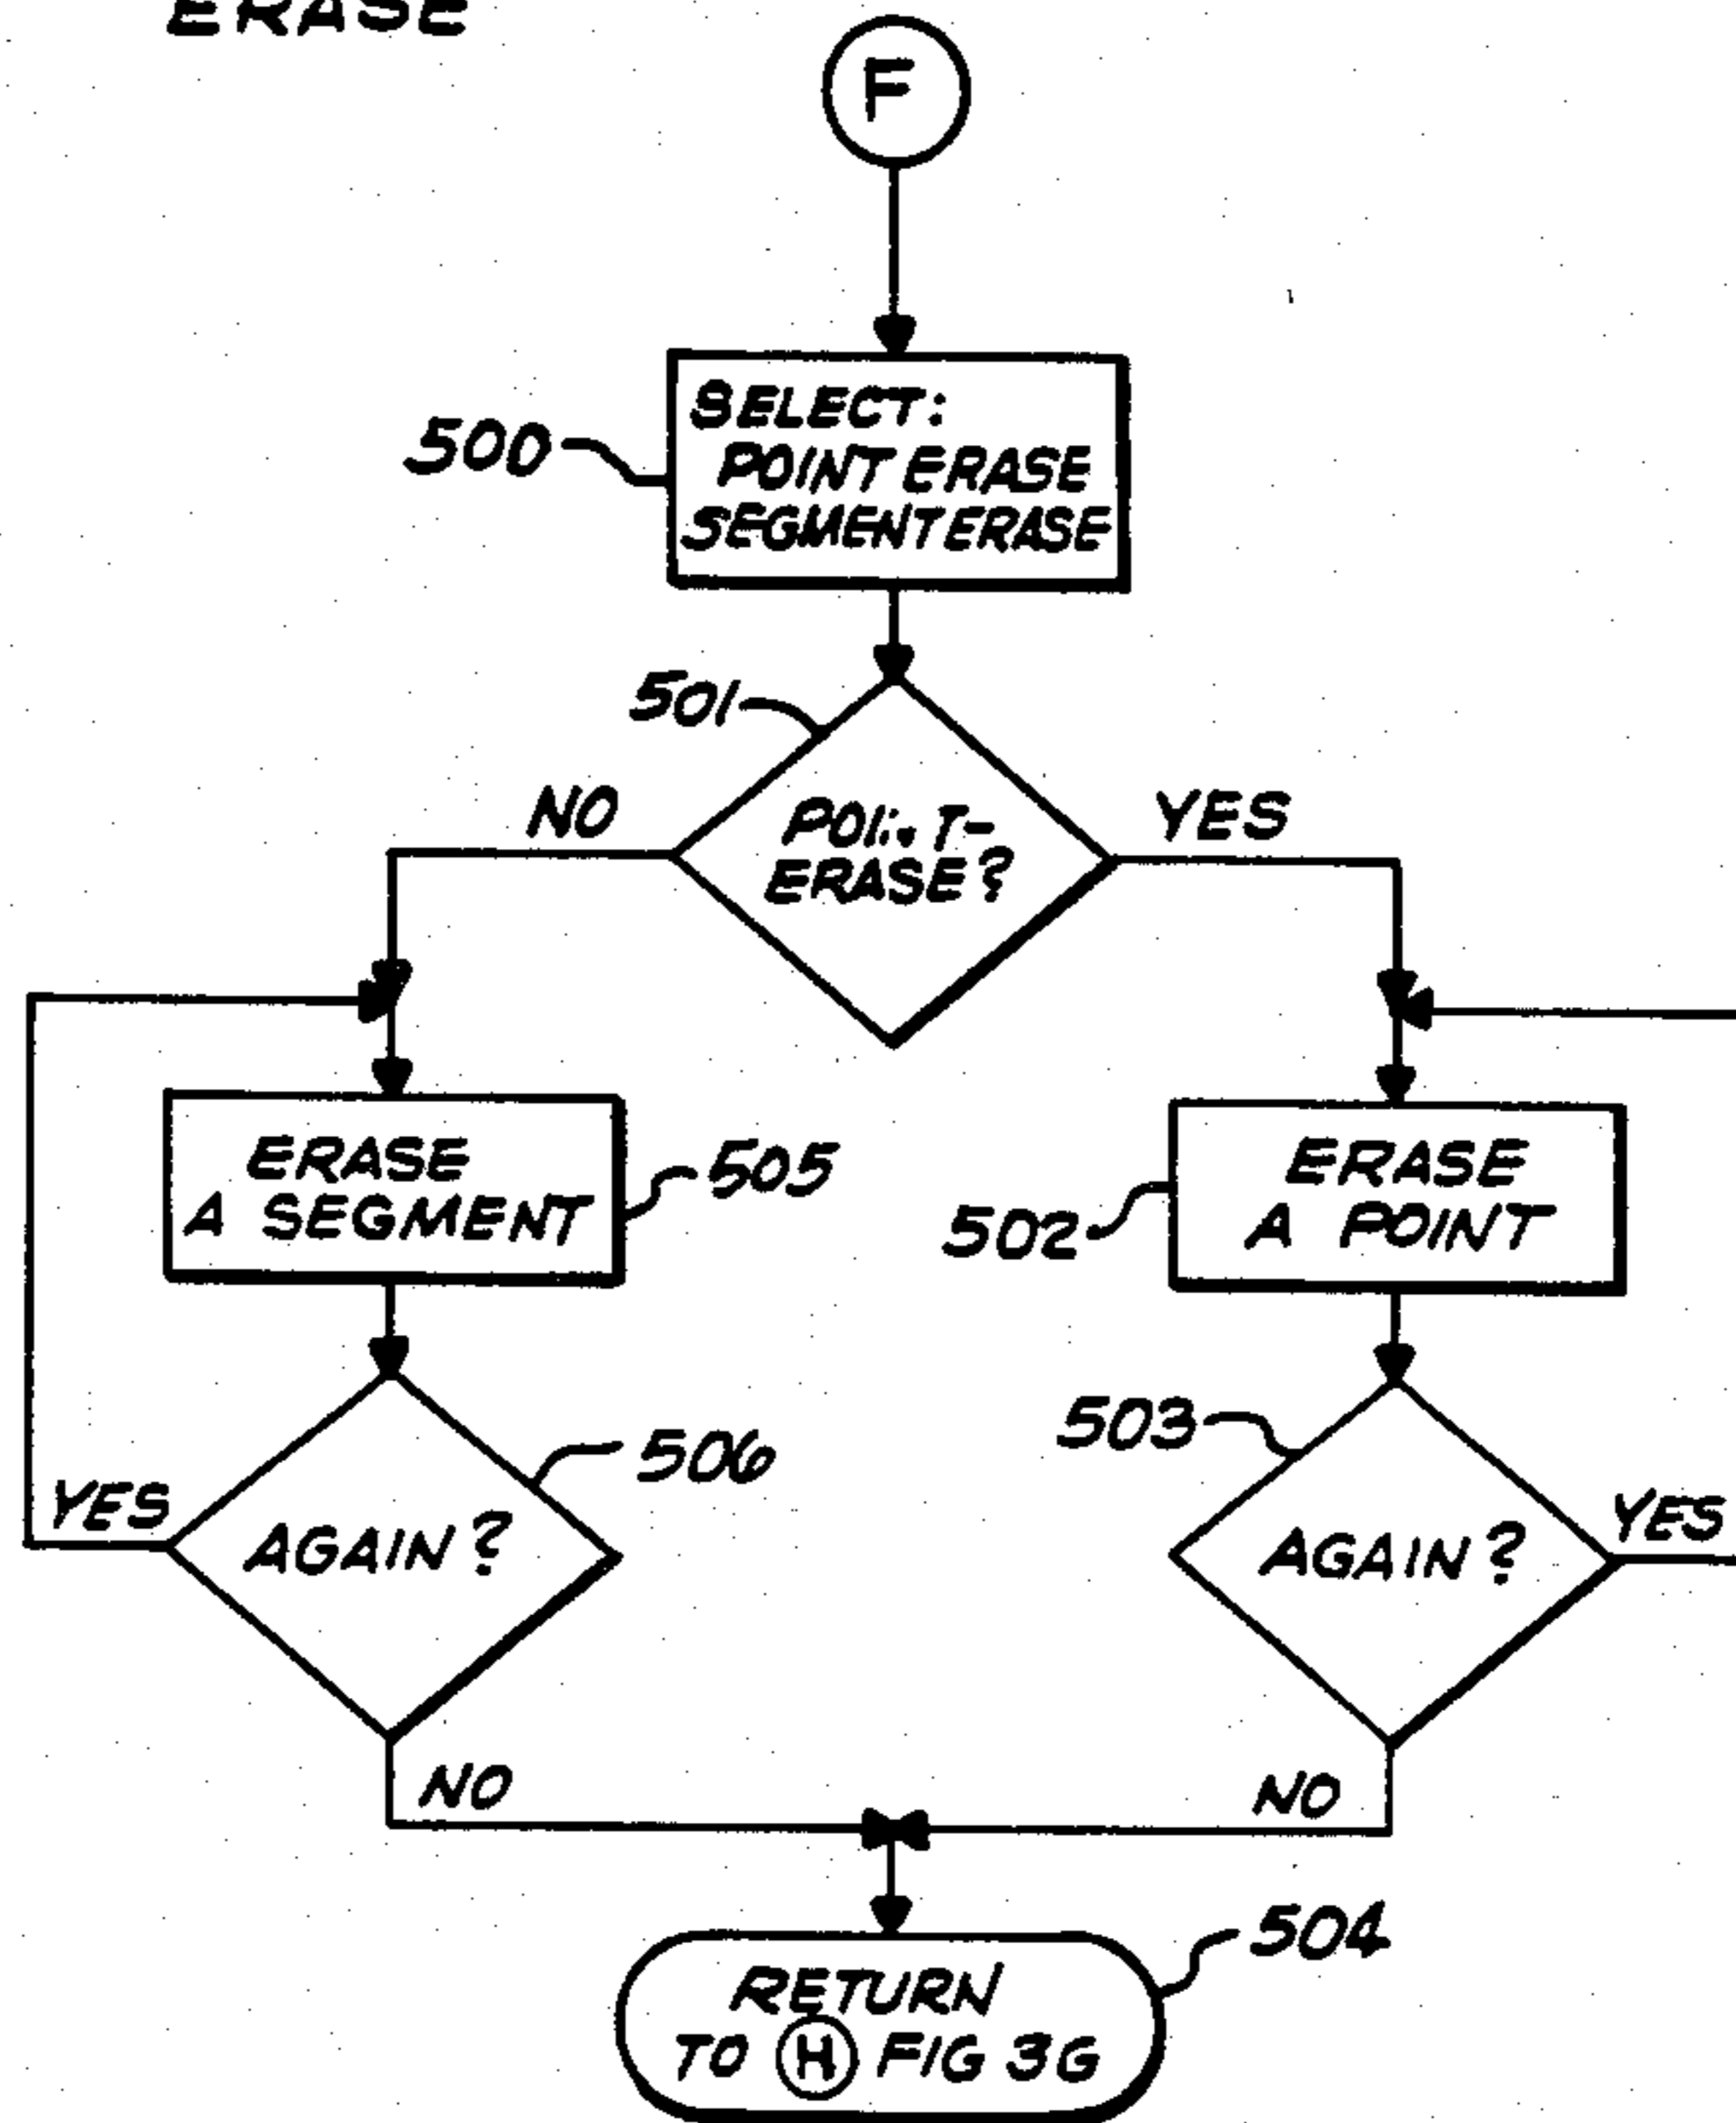 ERASE
F
500
SELECT:
POINT ERASE
SEGMENT ERASE
501
NO
YES
ERASE?
ERASE
A SEGMENT
505
ERASE
A POINT
502
506
503
YES
AGAIN?
AGAIN?
YES
NO
NO
504
RETURN
TO H FIG 3G